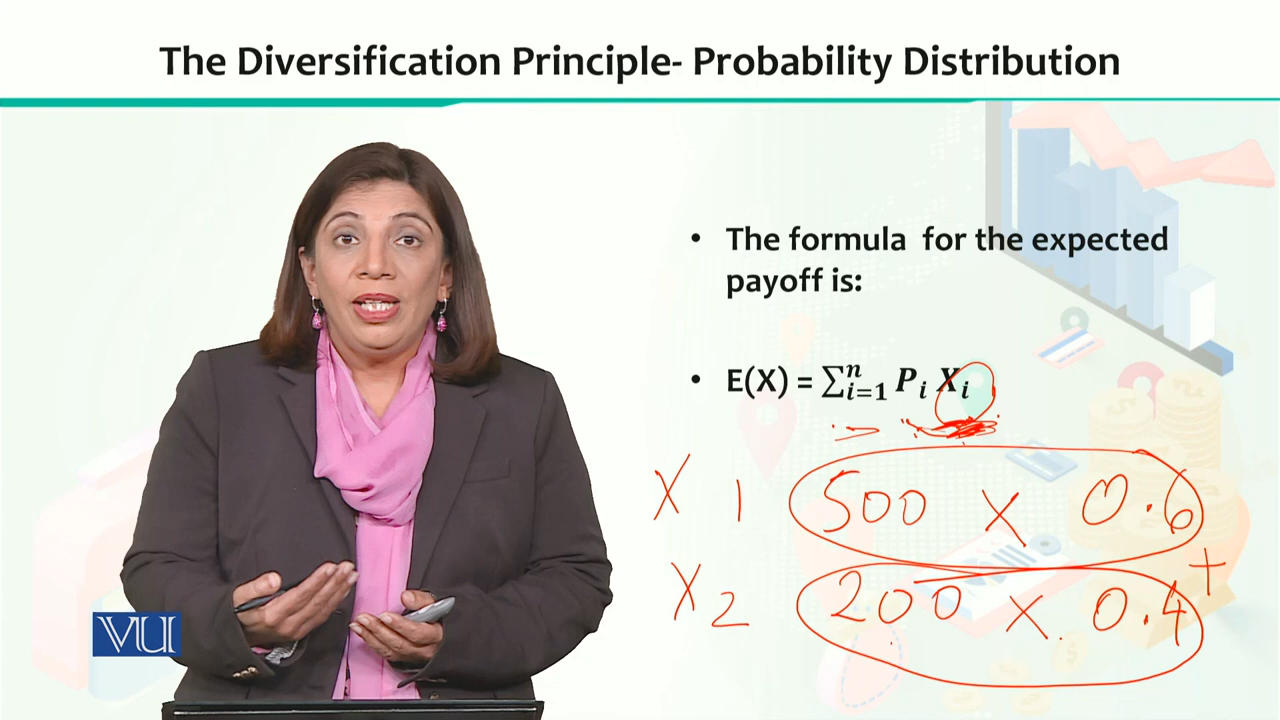 The Diversification Principle- Probability Distribution
• The formula for the expected
payoff is:
• E(X) = ∑ⁿᵢ₌₁ Pᵢ Xᵢ
X 1 500 × 0.6
+
X 2 200 × 0.4
VU